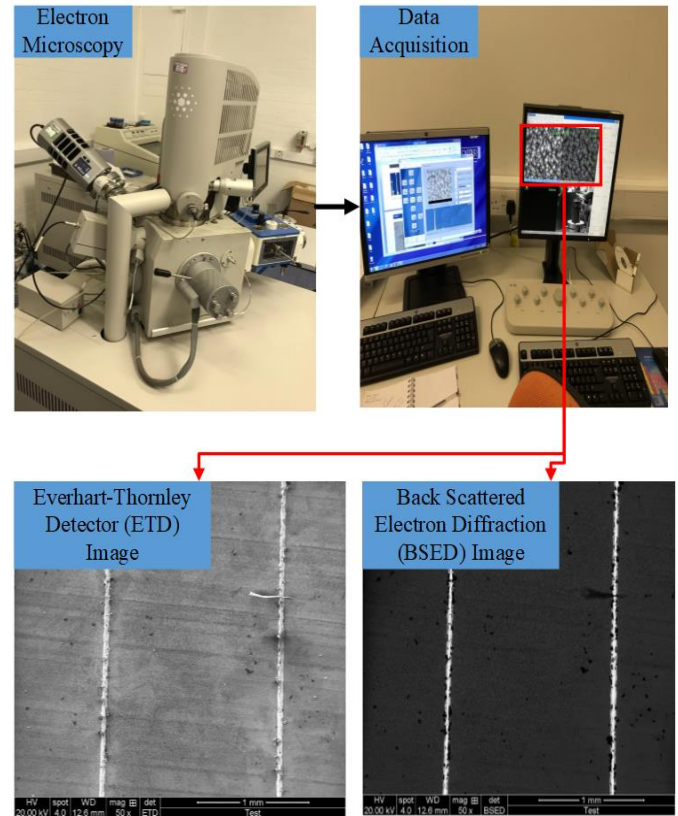 Electron
Microscopy
Data
Acquisition
Everhart-Thornley
Detector (ETD)
Image
Back Scattered
Electron Diffraction
(BSED) Image
HV spot WD mag ⊞ det 1 mm
20.00 kV 4.0 12.6 mm 50 x ETD Test
HV spot WD mag ⊞ det 1 mm
20.00 kV 4.0 12.6 mm 50 x BSED Test